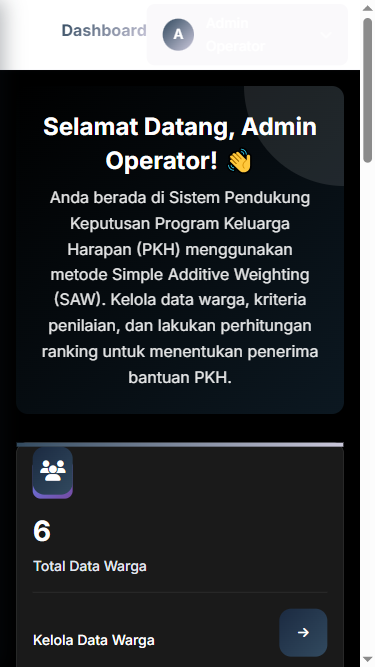 Dashboard
A
Admin
Operator
Selamat Datang, Admin
Operator! 👋
Anda berada di Sistem Pendukung
Keputusan Program Keluarga
Harapan (PKH) menggunakan
metode Simple Additive Weighting
(SAW). Kelola data warga, kriteria
penilaian, dan lakukan perhitungan
ranking untuk menentukan penerima
bantuan PKH.
6
Total Data Warga
Kelola Data Warga